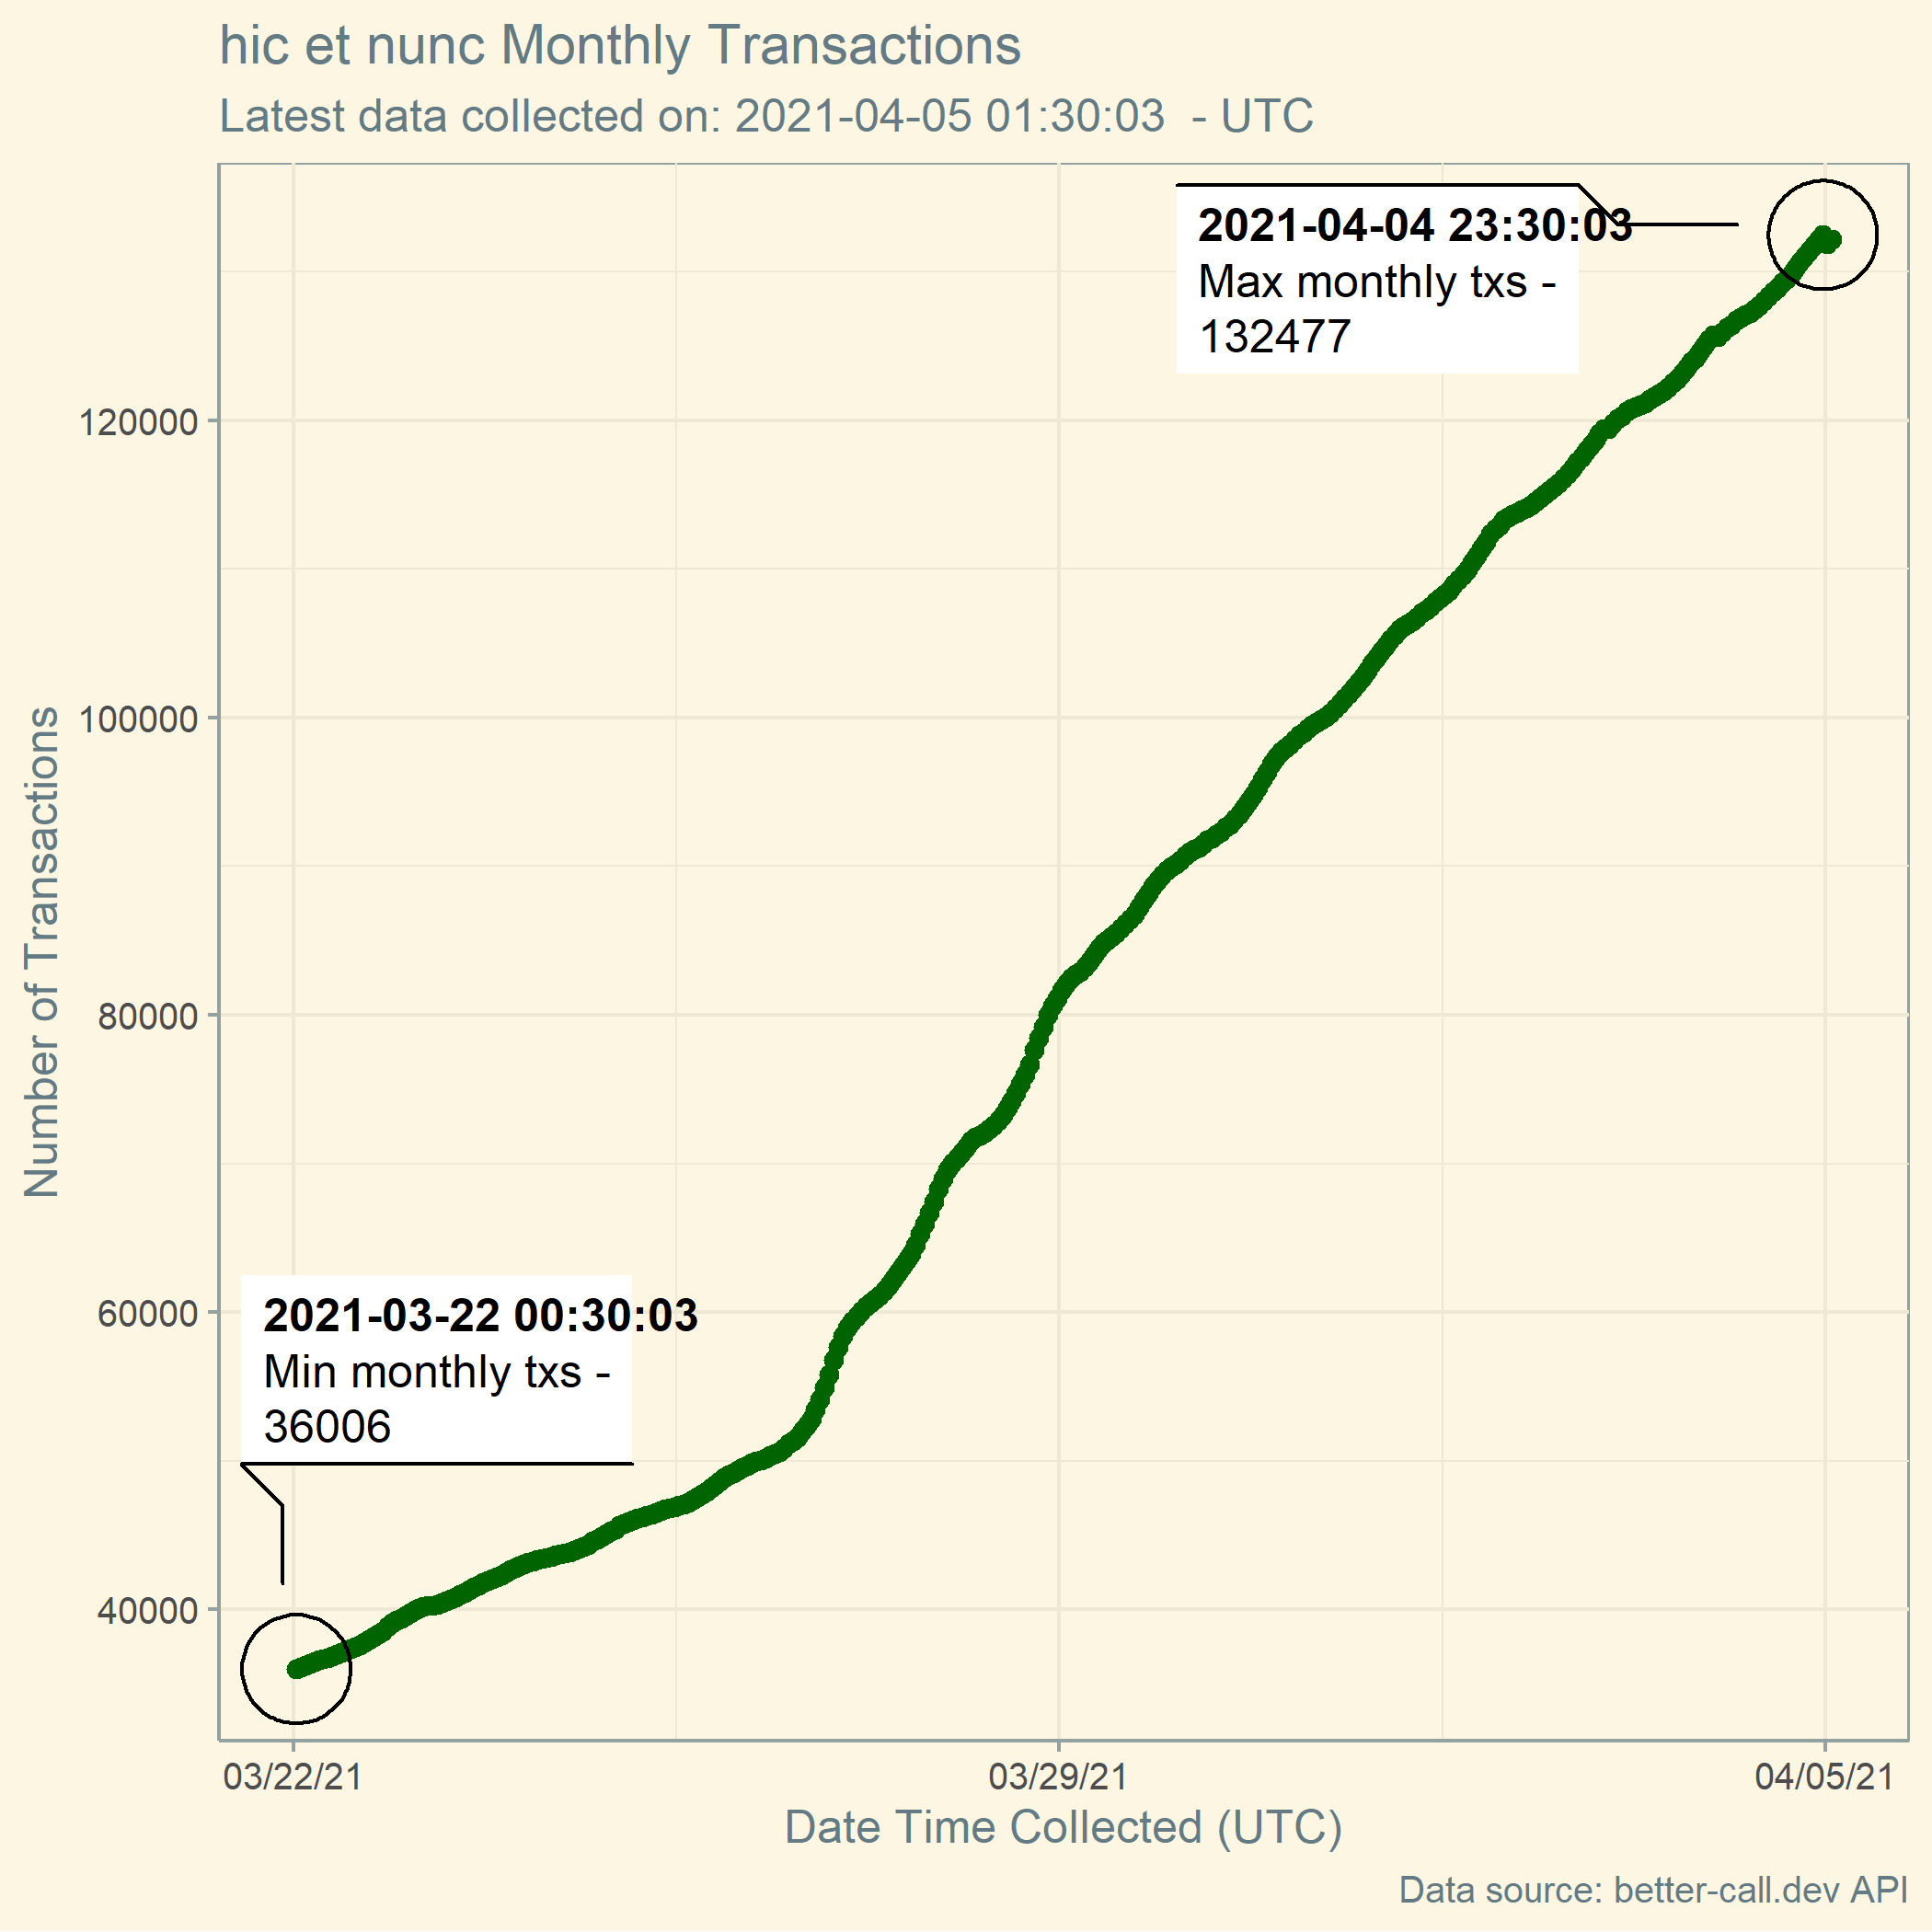 hic et nunc Monthly Transactions
Latest data collected on: 2021-04-05 01:30:03  - UTC
2021-04-04 23:30:03
Max monthly txs -
132477
120000
100000
80000
60000
40000
Number of Transactions
2021-03-22 00:30:03
Min monthly txs -
36006
03/22/21
03/29/21
04/05/21
Date Time Collected (UTC)
Data source: better-call.dev API